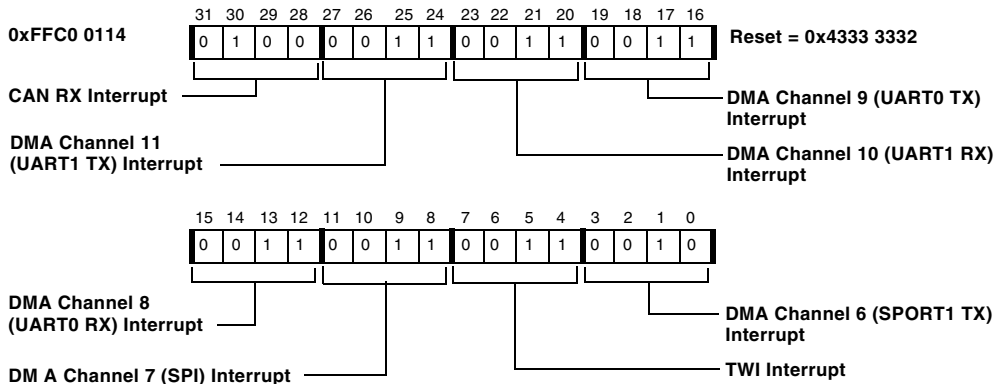 31 30 29 28 27 26 25 24 23 22 21 20 19 18 17 16
0xFFC0 0114
0 1 0 0 0 0 1 1 0 0 1 1 0 0 1 1
Reset = 0x4333 3332
CAN RX Interrupt
DMA Channel 9 (UART0 TX)
Interrupt
DMA Channel 11
(UART1 TX) Interrupt
DMA Channel 10 (UART1 RX)
Interrupt
15 14 13 12 11 10 9 8 7 6 5 4 3 2 1 0
0 0 1 1 0 0 1 1 0 0 1 1 0 0 1 0
DMA Channel 8
(UART0 RX) Interrupt
DMA Channel 6 (SPORT1 TX)
Interrupt
DM A Channel 7 (SPI) Interrupt
TWI Interrupt